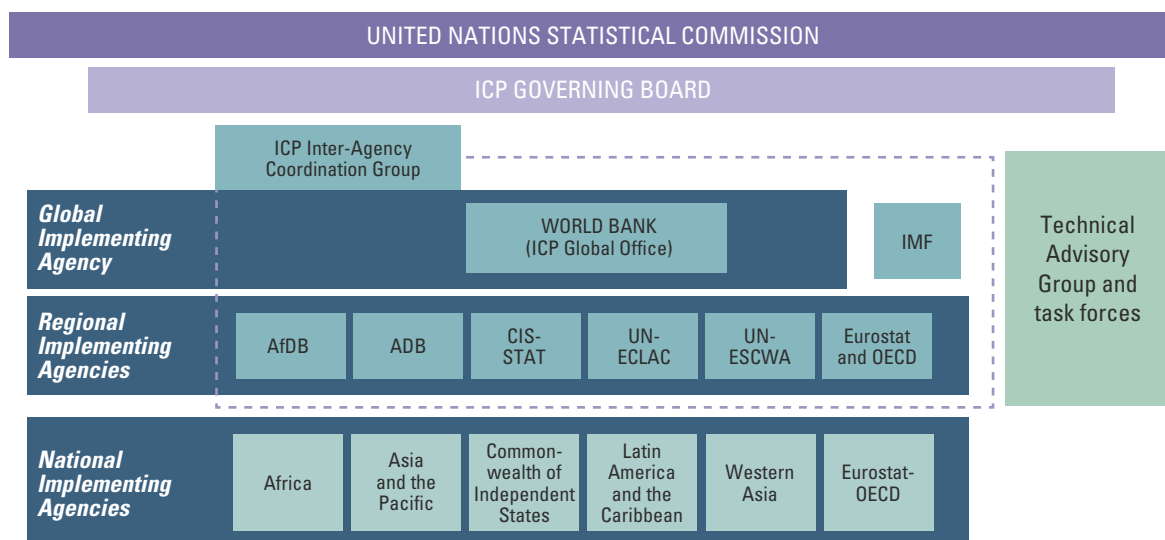 UNITED NATIONS STATISTICAL COMMISSION
ICP GOVERNING BOARD
ICP Inter-Agency
Coordination Group
Global
Implementing
Agency
WORLD BANK
(ICP Global Office)
IMF
Technical
Advisory
Group and
task forces
Regional
Implementing
Agencies
AfDB
ADB
CIS-
STAT
UN-
ECLAC
UN-
ESCWA
Eurostat
and OECD
National
Implementing
Agencies
Africa
Asia
and the
Pacific
Common-
wealth of
Independent
States
Latin
America
and the
Caribbean
Western
Asia
Eurostat-
OECD